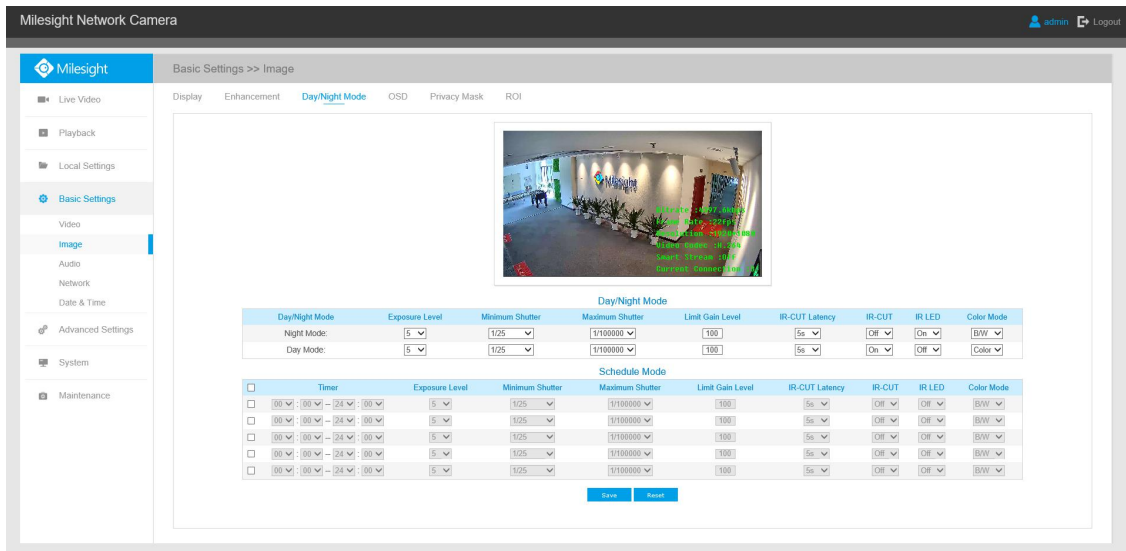 Milesight Network Camera
admin Logout
Milesight
Basic Settings >> Image
Live Video
Playback
Local Settings
Basic Settings
Video
Image
Audio
Network
Date & Time
Advanced Settings
System
Maintenance
Display Enhancement Day/Night Mode OSD Privacy Mask ROI
Milesight
Day/Night Mode
Day/Night Mode Exposure Level Minimum Shutter Maximum Shutter Limit Gain Level IR-CUT Latency IR-CUT IR LED Color Mode
Night Mode: 5 1/25 1/100000 100 5s Off On B/W
Day Mode: 5 1/25 1/100000 100 5s On Off Color
Schedule Mode
Timer Exposure Level Minimum Shutter Maximum Shutter Limit Gain Level IR-CUT Latency IR-CUT IR LED Color Mode
00 : 00 – 24 : 00 5 1/25 1/100000 100 5s Off Off B/W
00 : 00 – 24 : 00 5 1/25 1/100000 100 5s Off Off B/W
00 : 00 – 24 : 00 5 1/25 1/100000 100 5s Off Off B/W
00 : 00 – 24 : 00 5 1/25 1/100000 100 5s Off Off B/W
00 : 00 – 24 : 00 5 1/25 1/100000 100 5s Off Off B/W
Save Reset